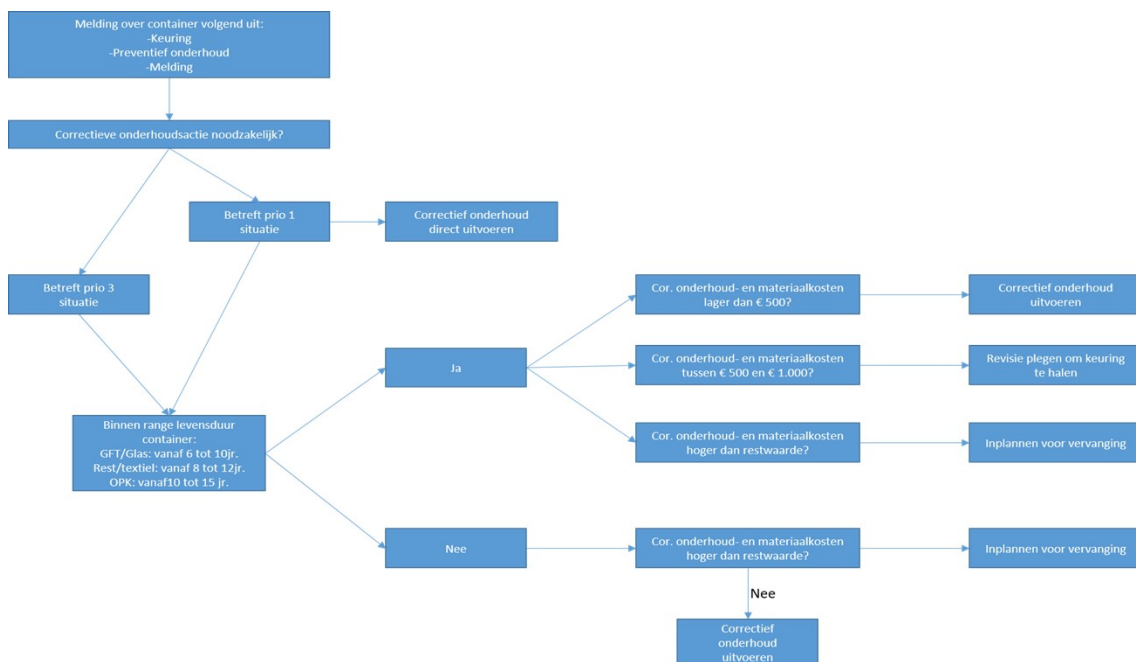 Melding over container volgend uit:
-Keuring
-Preventief onderhoud
-Melding
Correctieve onderhoudsactie noodzakelijk?
Betreft prio 1
situatie
Correctief onderhoud
direct uitvoeren
Betreft prio 3
situatie
Binnen range levensduur
container:
GFT/Glas: vanaf 6 tot 10jr.
Rest/textiel: vanaf 8 tot 12jr.
OPK: vanaf10 tot 15 jr.
Ja
Cor. onderhoud- en materiaalkosten
lager dan € 500?
Correctief onderhoud
uitvoeren
Cor. onderhoud- en materiaalkosten
tussen € 500 en € 1.000?
Revisie plegen om keuring
te halen
Cor. onderhoud- en materiaalkosten
hoger dan restwaarde?
Inplannen voor vervanging
Nee
Cor. onderhoud- en materiaalkosten
hoger dan restwaarde?
Inplannen voor vervanging
Nee
Correctief
onderhoud
uitvoeren